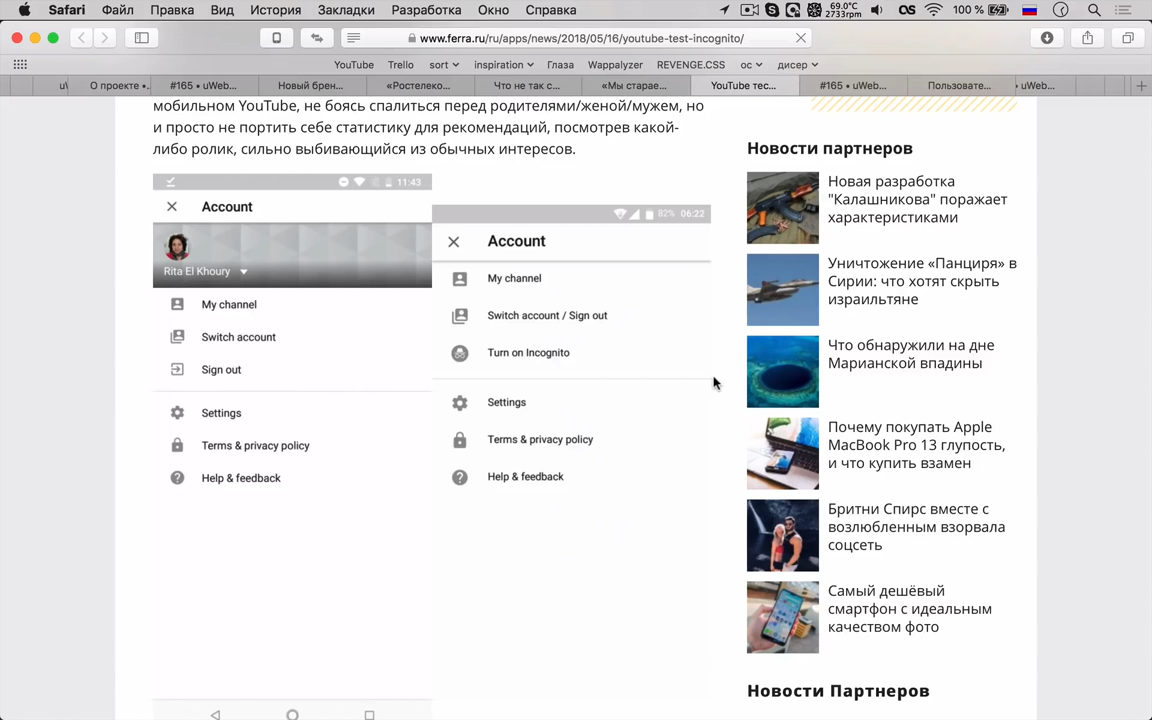 Safari Файл Правка Вид История Закладки Разработка Окно Справка 69.0°C 2733rpm 100 %
www.ferra.ru/ru/apps/news/2018/05/16/youtube-test-incognito/
YouTube Trello sort inspiration Глаза Wappalyzer REVENGE.CSS ос дисер
О проекте •... #165 • uWeb... Новый брен... «Ростелеко... Что не так с... «Мы старае... YouTube тес... #165 • uWeb... Пользовате... • uWeb...
мобильном YouTube, не боясь спалиться перед родителями/женой/мужем, но
и просто не портить себе статистику для рекомендаций, посмотрев какой-
либо ролик, сильно выбивающийся из обычных интересов.
11:43
Account
Rita El Khoury
My channel
Switch account
Sign out
Settings
Terms & privacy policy
Help & feedback
82% 06:22
Account
My channel
Switch account / Sign out
Turn on Incognito
Settings
Terms & privacy policy
Help & feedback
Новости партнеров
Новая разработка
"Калашникова" поражает
характеристиками
Уничтожение «Панциря» в
Сирии: что хотят скрыть
израильтяне
Что обнаружили на дне
Марианской впадины
Почему покупать Apple
MacBook Pro 13 глупость,
и что купить взамен
Бритни Спирс вместе с
возлюбленным взорвала
соцсеть
Самый дешёвый
смартфон с идеальным
качеством фото
Новости Партнеров